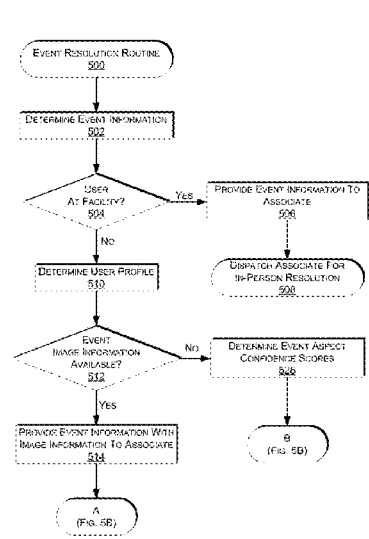 EVENT RESOLUTION ROUTINE
500
DETERMINE EVENT INFORMATION
502
USER
AT FACILITY?
504
YES
PROVIDE EVENT INFORMATION TO
ASSOCIATE
506
NO
DISPATCH ASSOCIATE FOR
IN-PERSON RESOLUTION
508
DETERMINE USER PROFILE
510
EVENT
IMAGE INFORMATION
AVAILABLE?
512
NO
DETERMINE EVENT ASPECT
CONFIDENCE SCORES
526
YES
PROVIDE EVENT INFORMATION WITH
IMAGE INFORMATION TO ASSOCIATE
514
B
(FIG. 5B)
A
(FIG. 5B)